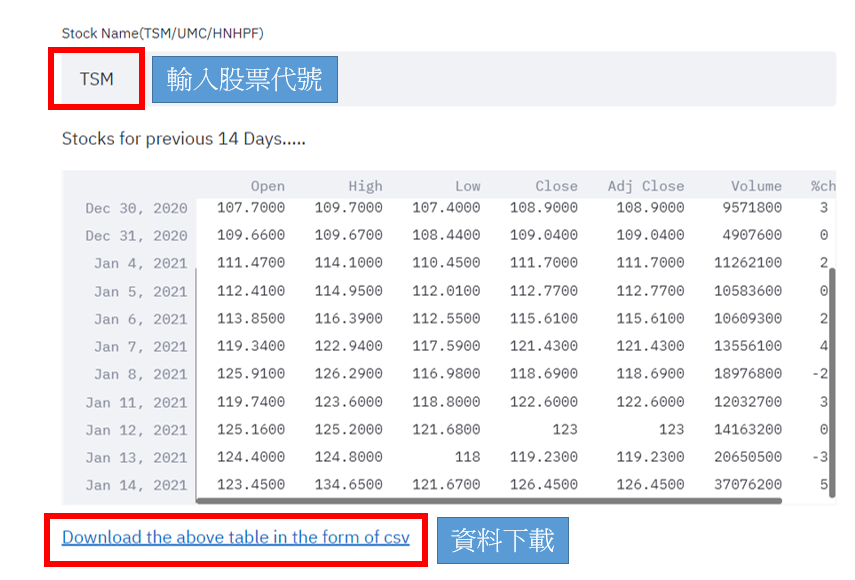 Stock Name(TSM/UMC/HNHPF)
TSM 輸入股票代號
Stocks for previous 14 Days.....
Open High Low Close Adj Close Volume %ch
Dec 30, 2020 107.7000 109.7000 107.4000 108.9000 108.9000 9571800 3
Dec 31, 2020 109.6600 109.6700 108.4400 109.0400 109.0400 4907600 0
Jan 4, 2021 111.4700 114.1000 110.4500 111.7000 111.7000 11262100 2
Jan 5, 2021 112.4100 114.9500 112.0100 112.7700 112.7700 10583600 0
Jan 6, 2021 113.8500 116.3900 112.5500 115.6100 115.6100 10609300 2
Jan 7, 2021 119.3400 122.9400 117.5900 121.4300 121.4300 13556100 4
Jan 8, 2021 125.9100 126.2900 116.9800 118.6900 118.6900 18976800 -2
Jan 11, 2021 119.7400 123.6000 118.8000 122.6000 122.6000 12032700 3
Jan 12, 2021 125.1600 125.2000 121.6800 123 123 14163200 0
Jan 13, 2021 124.4000 124.8000 118 119.2300 119.2300 20650500 -3
Jan 14, 2021 123.4500 134.6500 121.6700 126.4500 126.4500 37076200 5
Download the above table in the form of csv 資料下載